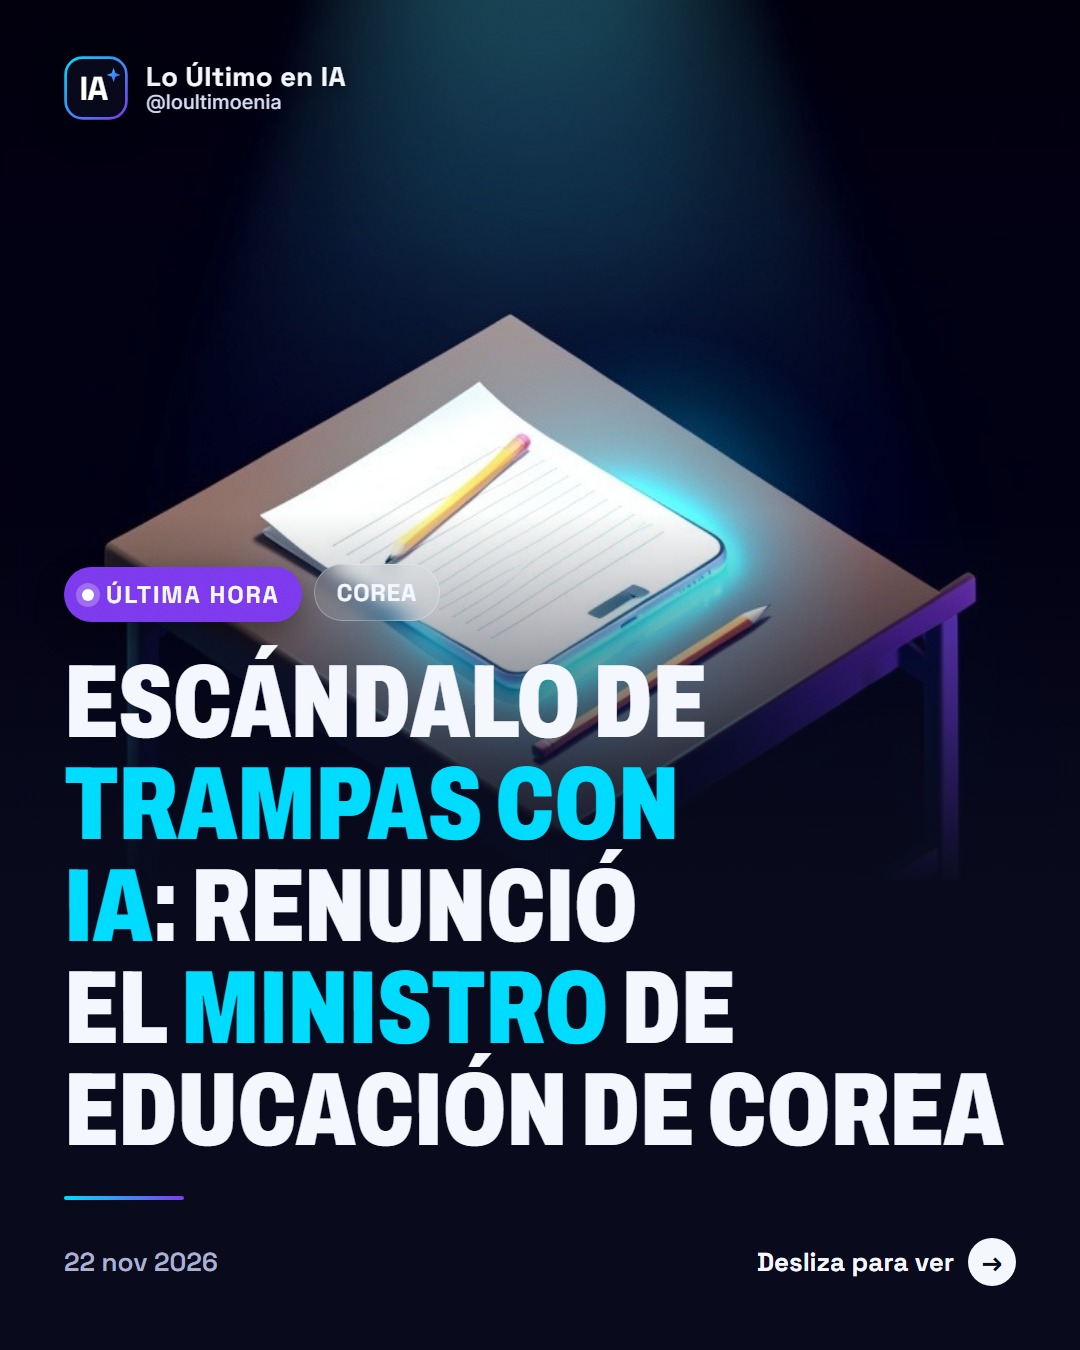 IA
Lo Último en IA
@loultimoenia
ÚLTIMA HORA
COREA
ESCÁNDALO DE
TRAMPAS CON
IA: RENUNCIÓ
EL MINISTRO DE
EDUCACIÓN DE COREA
22 nov 2026
Desliza para ver →